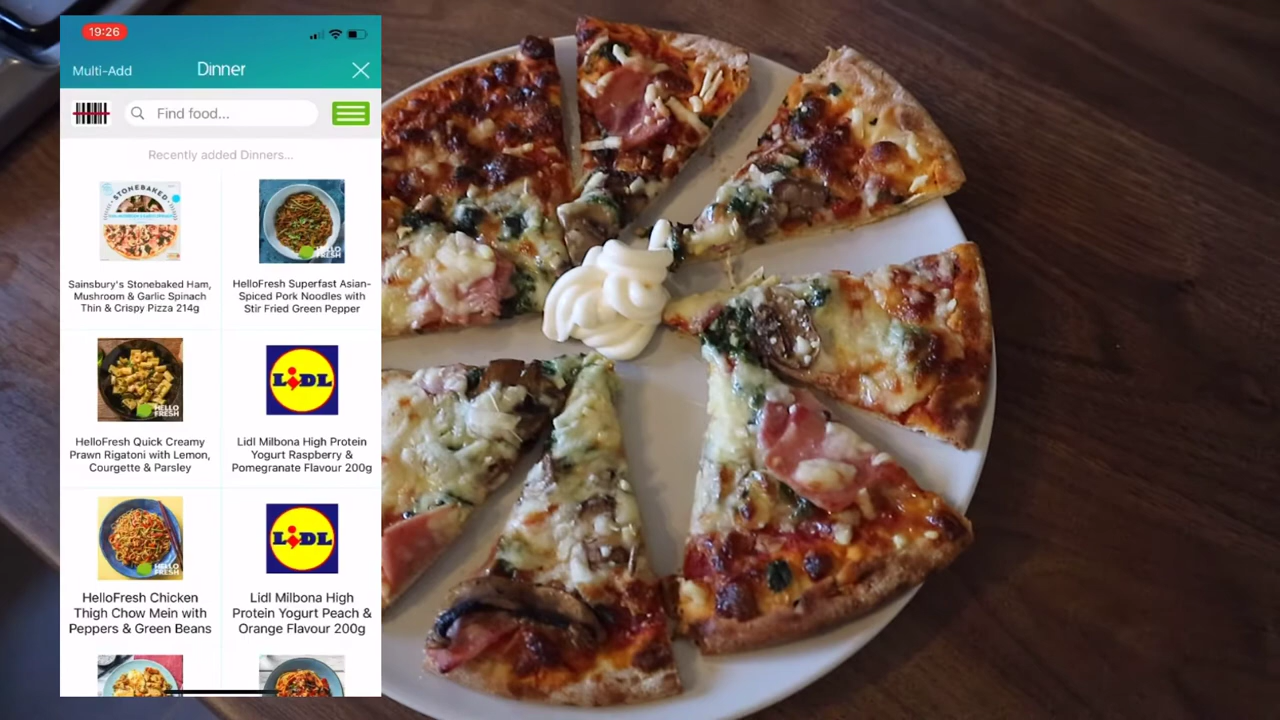 19:26
Multi-Add
Dinner
Find food...
Recently added Dinners...
STONEBAKED
Sainsbury's Stonebaked Ham,
Mushroom & Garlic Spinach
Thin & Crispy Pizza 214g
HELLO
FRESH
HelloFresh Superfast Asian-
Spiced Pork Noodles with
Stir Fried Green Pepper
HELLO
FRESH
HelloFresh Quick Creamy
Prawn Rigatoni with Lemon,
Courgette & Parsley
LIDL
Lidl Milbona High Protein
Yogurt Raspberry &
Pomegranate Flavour 200g
HELLO
FRESH
HelloFresh Chicken
Thigh Chow Mein with
Peppers & Green Beans
LIDL
Lidl Milbona High
Protein Yogurt Peach &
Orange Flavour 200g